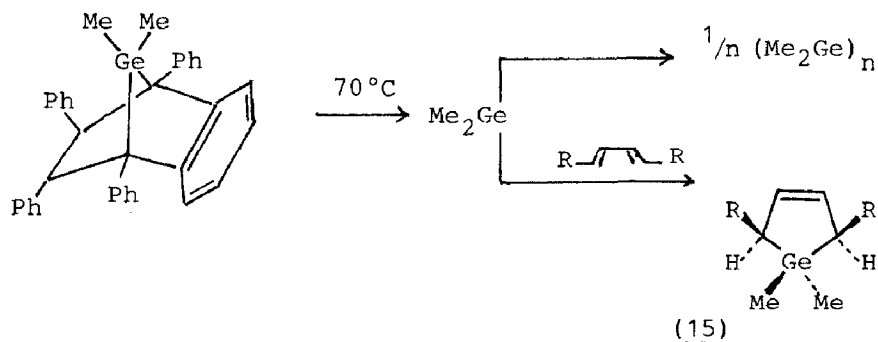 Me Me
Ge
Ph
Ph
Ph
Ph
70°C
Me₂Ge
1/n (Me₂Ge)n
R R
R R
H Ge H
Me Me
(15)